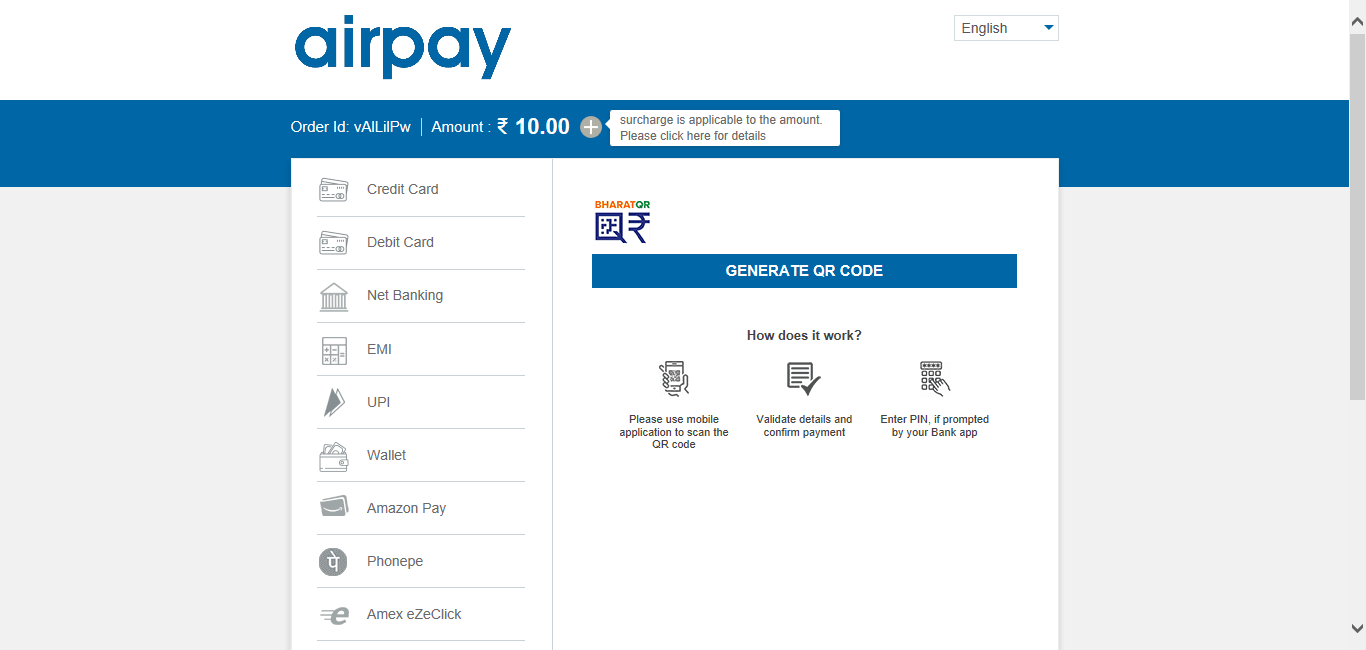 airpay
English
Order Id: vAlLilPw
Amount : ₹ 10.00
surcharge is applicable to the amount.
Please click here for details
Credit Card
Debit Card
Net Banking
EMI
UPI
Wallet
Amazon Pay
पे
Phonepe
Amex eZeClick
BHARATQR
GENERATE QR CODE
How does it work?
Please use mobile
application to scan the
QR code
Validate details and
confirm payment
Enter PIN, if prompted
by your Bank app